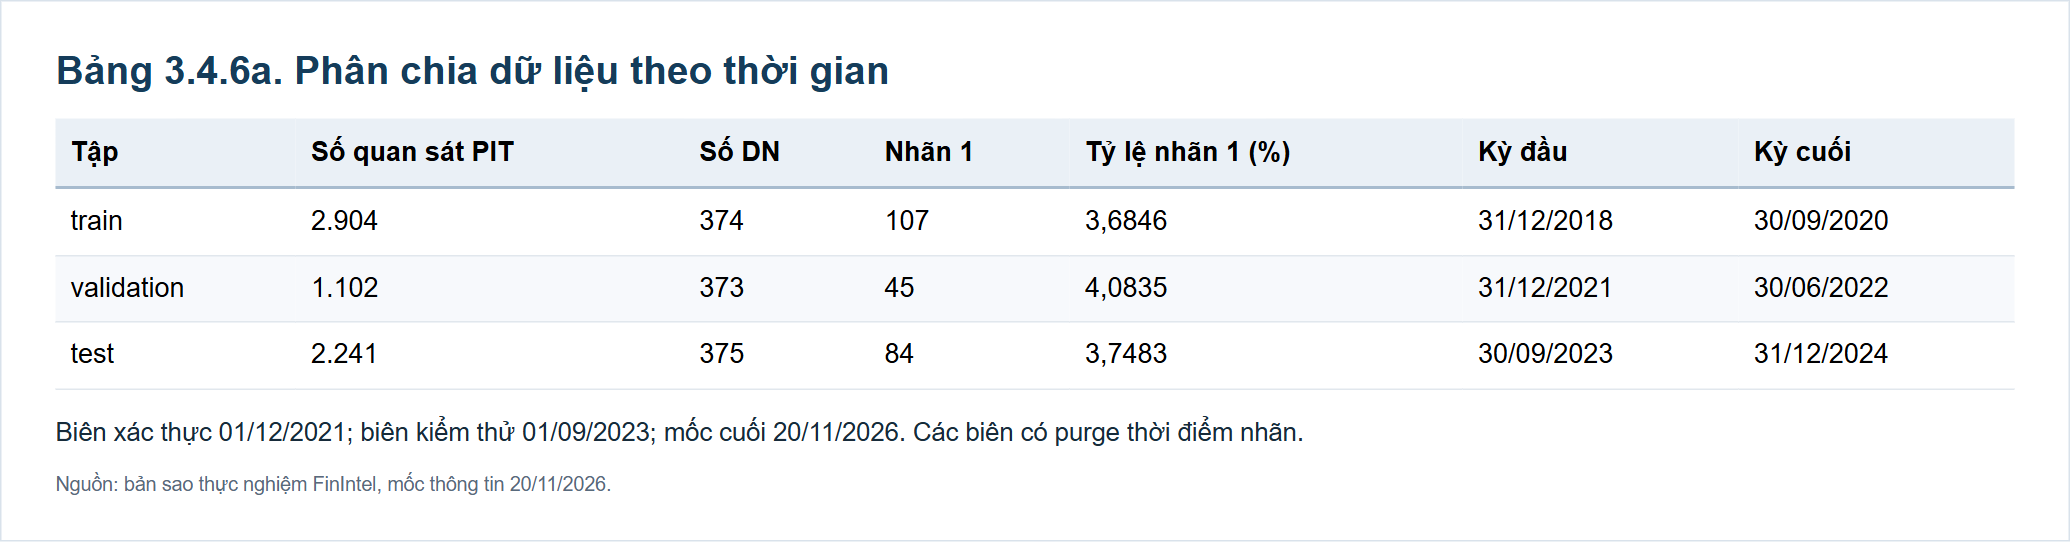 Bảng 3.4.6a. Phân chia dữ liệu theo thời gian
Tập Số quan sát PIT Số DN Nhãn 1 Tỷ lệ nhãn 1 (%) Kỳ đầu Kỳ cuối
train 2.904 374 107 3,6846 31/12/2018 30/09/2020
validation 1.102 373 45 4,0835 31/12/2021 30/06/2022
test 2.241 375 84 3,7483 30/09/2023 31/12/2024
Biên xác thực 01/12/2021; biên kiểm thử 01/09/2023; mốc cuối 20/11/2026. Các biên có purge thời điểm nhãn.
Nguồn: bản sao thực nghiệm FinIntel, mốc thông tin 20/11/2026.